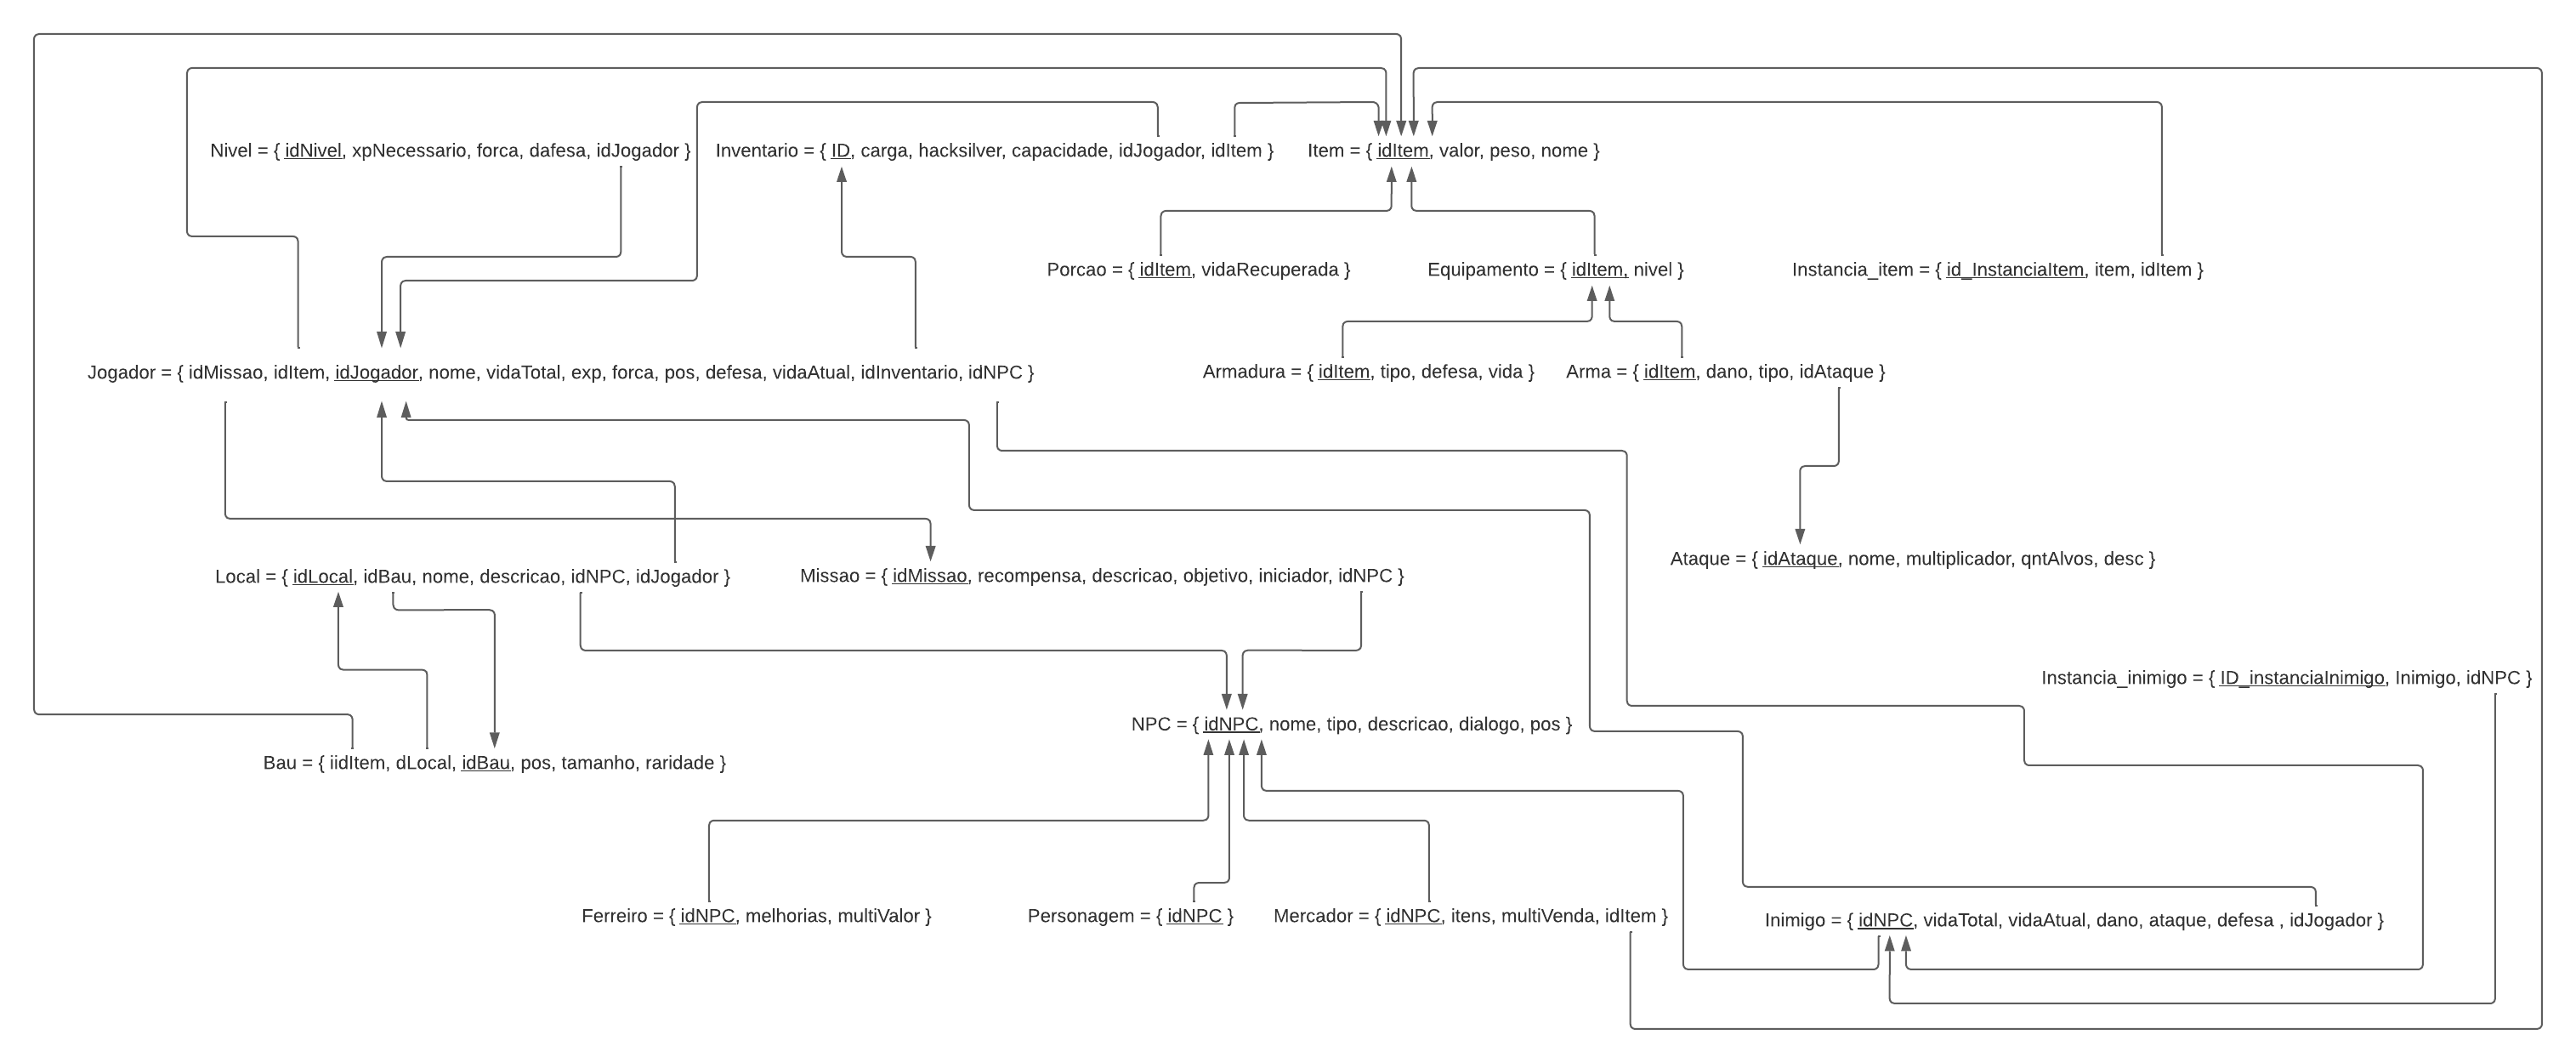 Nivel = { idNivel, xpNecessario, forca, dafesa, idJogador }
Inventario = { ID, carga, hacksilver, capacidade, idJogador, idItem }
Item = { idItem, valor, peso, nome }
Porcao = { idItem, vidaRecuperada }
Equipamento = { idItem, nivel }
Instancia_item = { id_InstanciaItem, item, idItem }
Jogador = { idMissao, idItem, idJogador, nome, vidaTotal, exp, forca, pos, defesa, vidaAtual, idInventario, idNPC }
Armadura = { idItem, tipo, defesa, vida }
Arma = { idItem, dano, tipo, idAtaque }
Ataque = { idAtaque, nome, multiplicador, qntAlvos, desc }
Local = { idLocal, idBau, nome, descricao, idNPC, idJogador }
Missao = { idMissao, recompensa, descricao, objetivo, iniciador, idNPC }
Instancia_inimigo = { ID_instanciaInimigo, Inimigo, idNPC }
NPC = { idNPC, nome, tipo, descricao, dialogo, pos }
Bau = { iidItem, dLocal, idBau, pos, tamanho, raridade }
Ferreiro = { idNPC, melhorias, multiValor }
Personagem = { idNPC }
Mercador = { idNPC, itens, multiVenda, idItem }
Inimigo = { idNPC, vidaTotal, vidaAtual, dano, ataque, defesa , idJogador }